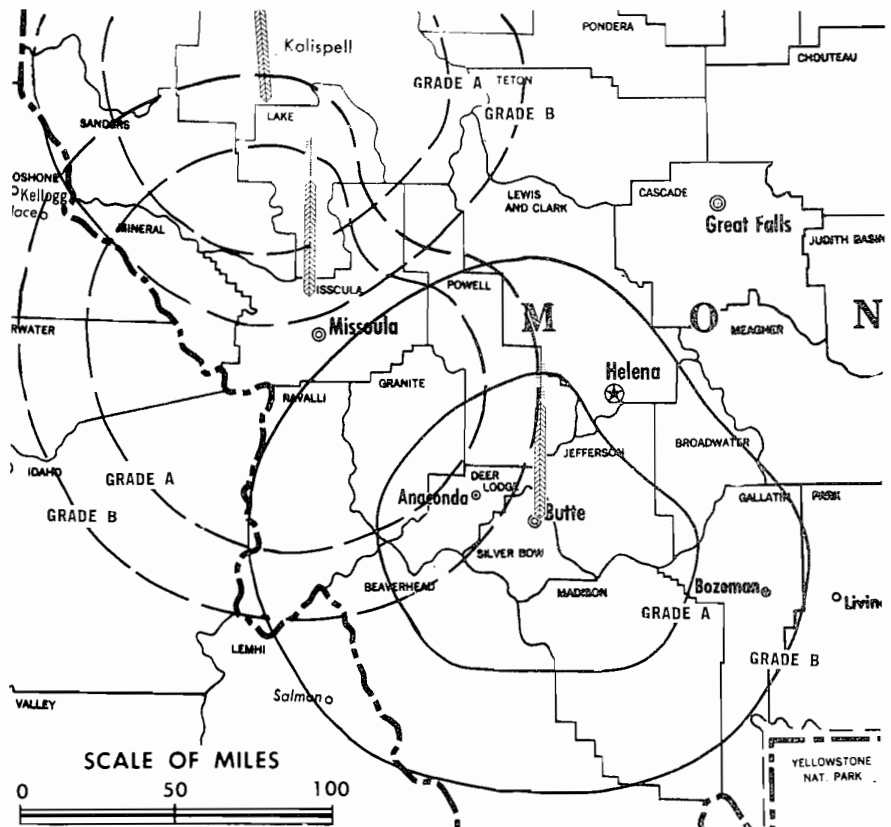 PONDERA
Kalispell
CHOUTEAU
GRADE A
TETON
GRADE B
LAKE
SANDERS
OSHONE
Kellogg
lace
LEWIS
AND CLARK
CASCADE
Great Falls
MINERAL
JUDITH BASIN
ISSCULA
POWELL
M O N
Missoula
RWATER
MEAGHER
Helena
GRANITE
RAVALLI
BROADWATER
JEFFERSON
IDAHO
GRADE A
DEER
LODGE
Anaconda
GALLATIN
PARK
GRADE B
Butte
SILVER BOW
BEAVERHEAD
MADISON
Bozeman
Livin
GRADE A
LEMHI
GRADE B
Salmon
VALLEY
SCALE OF MILES
0 50 100
YELLOWSTONE
NAT. PARK